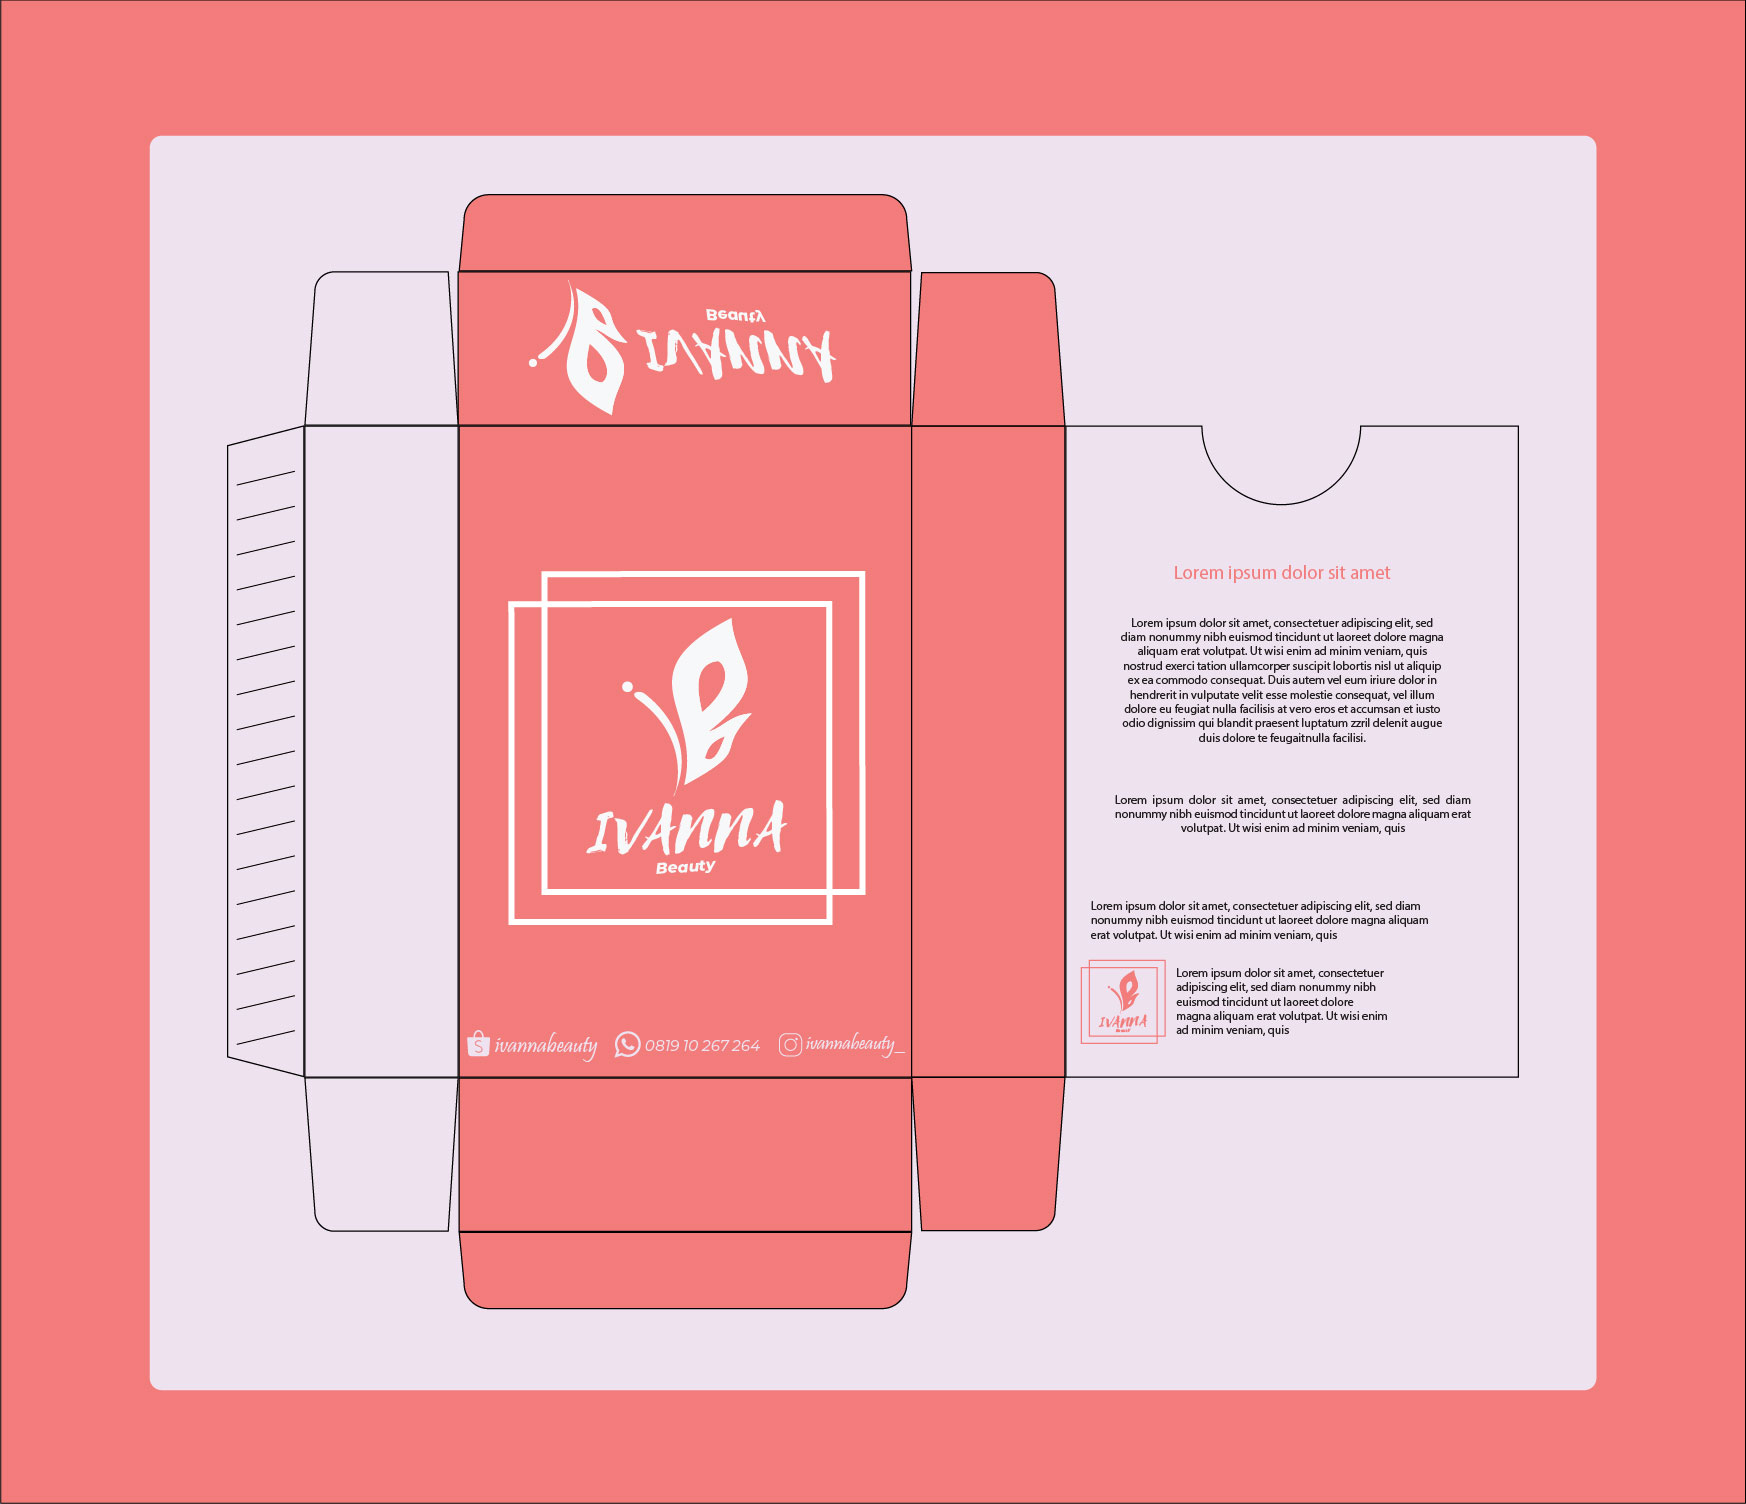 Beauty
IVANNA
IVANNA
Beauty
ivannabeauty
0819 10 267 264
ivannabeauty_
Lorem ipsum dolor sit amet
Lorem ipsum dolor sit amet, consectetuer adipiscing elit, sed
diam nonummy nibh euismod tincidunt ut laoreet dolore magna
aliquam erat volutpat. Ut wisi enim ad minim veniam, quis
nostrud exerci tation ullamcorper suscipit lobortis nisl ut aliquip
ex ea commodo consequat. Duis autem vel eum iriure dolor in
hendrerit in vulputate velit esse molestie consequat, vel illum
dolore eu feugiat nulla facilisis at vero eros et accumsan et iusto
odio dignissim qui blandit praesent luptatum zzril delenit augue
duis dolore te feugaitnulla facilisi.
Lorem ipsum dolor sit amet, consectetuer adipiscing elit, sed diam
nonummy nibh euismod tincidunt ut laoreet dolore magna aliquam erat
volutpat. Ut wisi enim ad minim veniam, quis
Lorem ipsum dolor sit amet, consectetuer adipiscing elit, sed diam
nonummy nibh euismod tincidunt ut laoreet dolore magna aliquam
erat volutpat. Ut wisi enim ad minim veniam, quis
IVANNA
Beauty
Lorem ipsum dolor sit amet, consectetuer
adipiscing elit, sed diam nonummy nibh
euismod tincidunt ut laoreet dolore
magna aliquam erat volutpat. Ut wisi enim
ad minim veniam, quis